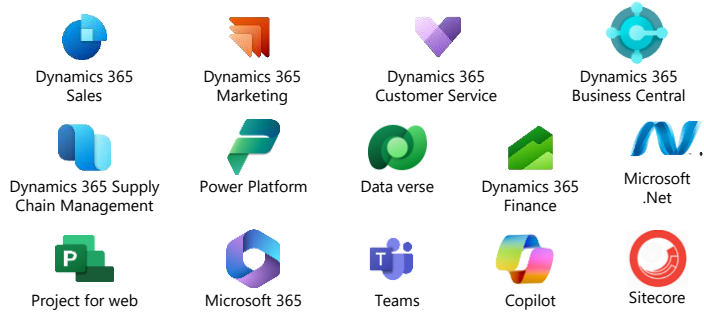 Dynamics 365
Sales
Dynamics 365
Marketing
Dynamics 365
Customer Service
Dynamics 365
Business Central
Dynamics 365 Supply
Chain Management
Power Platform
Data verse
Dynamics 365
Finance
Microsoft
.Net
P
Project for web
Microsoft 365
T
Teams
Copilot
Sitecore